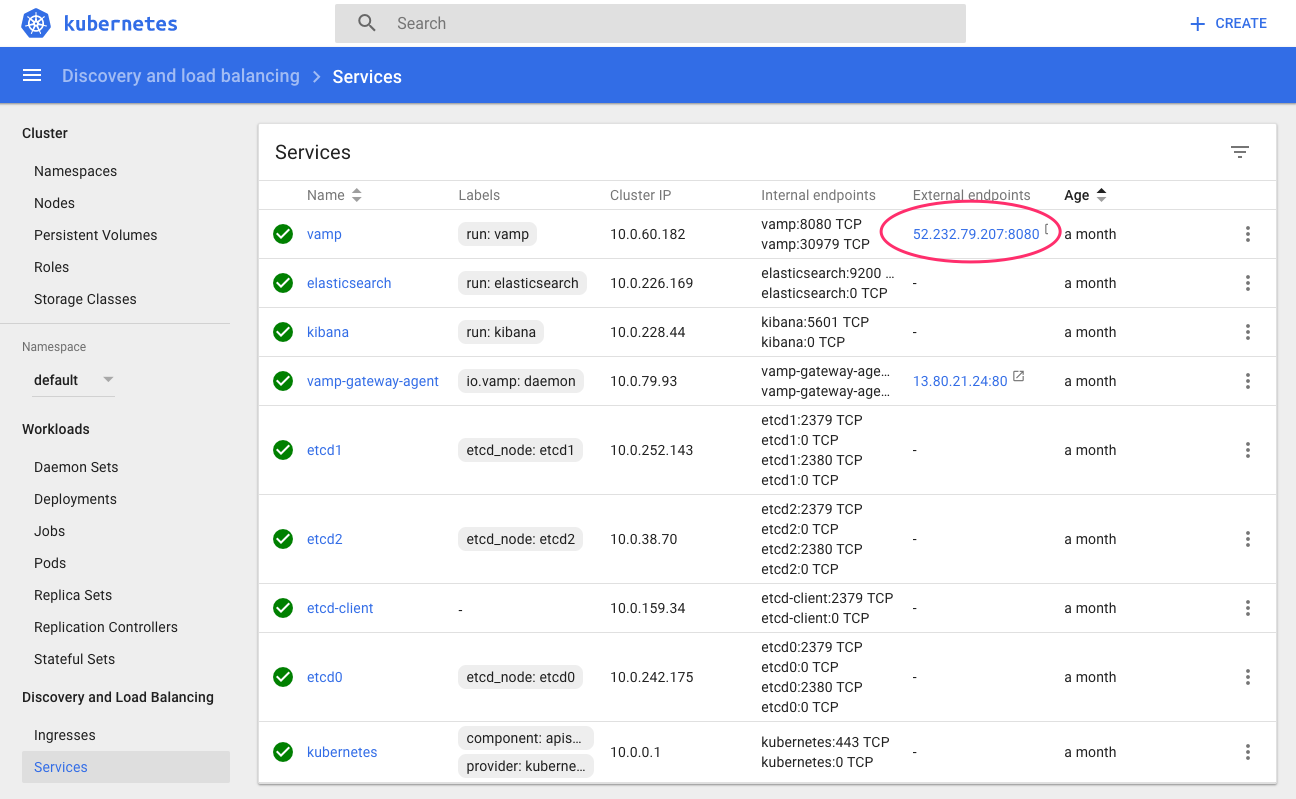 kubernetes
Search
CREATE
Discovery and load balancing
Services
Cluster
Namespaces
Nodes
Persistent Volumes
Roles
Storage Classes
Namespace
default
Workloads
Daemon Sets
Deployments
Jobs
Pods
Replica Sets
Replication Controllers
Stateful Sets
Discovery and Load Balancing
Ingresses
Services
Services
Name Labels Cluster IP Internal endpoints External endpoints Age
vamp run: vamp 10.0.60.182 vamp:8080 TCP 52.232.79.207:8080 a month
vamp:30979 TCP
elasticsearch run: elasticsearch 10.0.226.169 elasticsearch:9200 ... - a month
elasticsearch:0 TCP
kibana run: kibana 10.0.228.44 kibana:5601 TCP - a month
kibana:0 TCP
vamp-gateway-agent io.vamp: daemon 10.0.79.93 vamp-gateway-age... 13.80.21.24:80 a month
vamp-gateway-age...
etcd1 etcd_node: etcd1 10.0.252.143 etcd1:2379 TCP - a month
etcd1:0 TCP
etcd1:2380 TCP
etcd1:0 TCP
etcd2 etcd_node: etcd2 10.0.38.70 etcd2:2379 TCP - a month
etcd2:0 TCP
etcd2:2380 TCP
etcd2:0 TCP
etcd-client - 10.0.159.34 etcd-client:2379 TCP - a month
etcd-client:0 TCP
etcd0 etcd_node: etcd0 10.0.242.175 etcd0:2379 TCP - a month
etcd0:0 TCP
etcd0:2380 TCP
etcd0:0 TCP
kubernetes component: apis... 10.0.0.1 kubernetes:443 TCP - a month
provider: kuberne... kubernetes:0 TCP